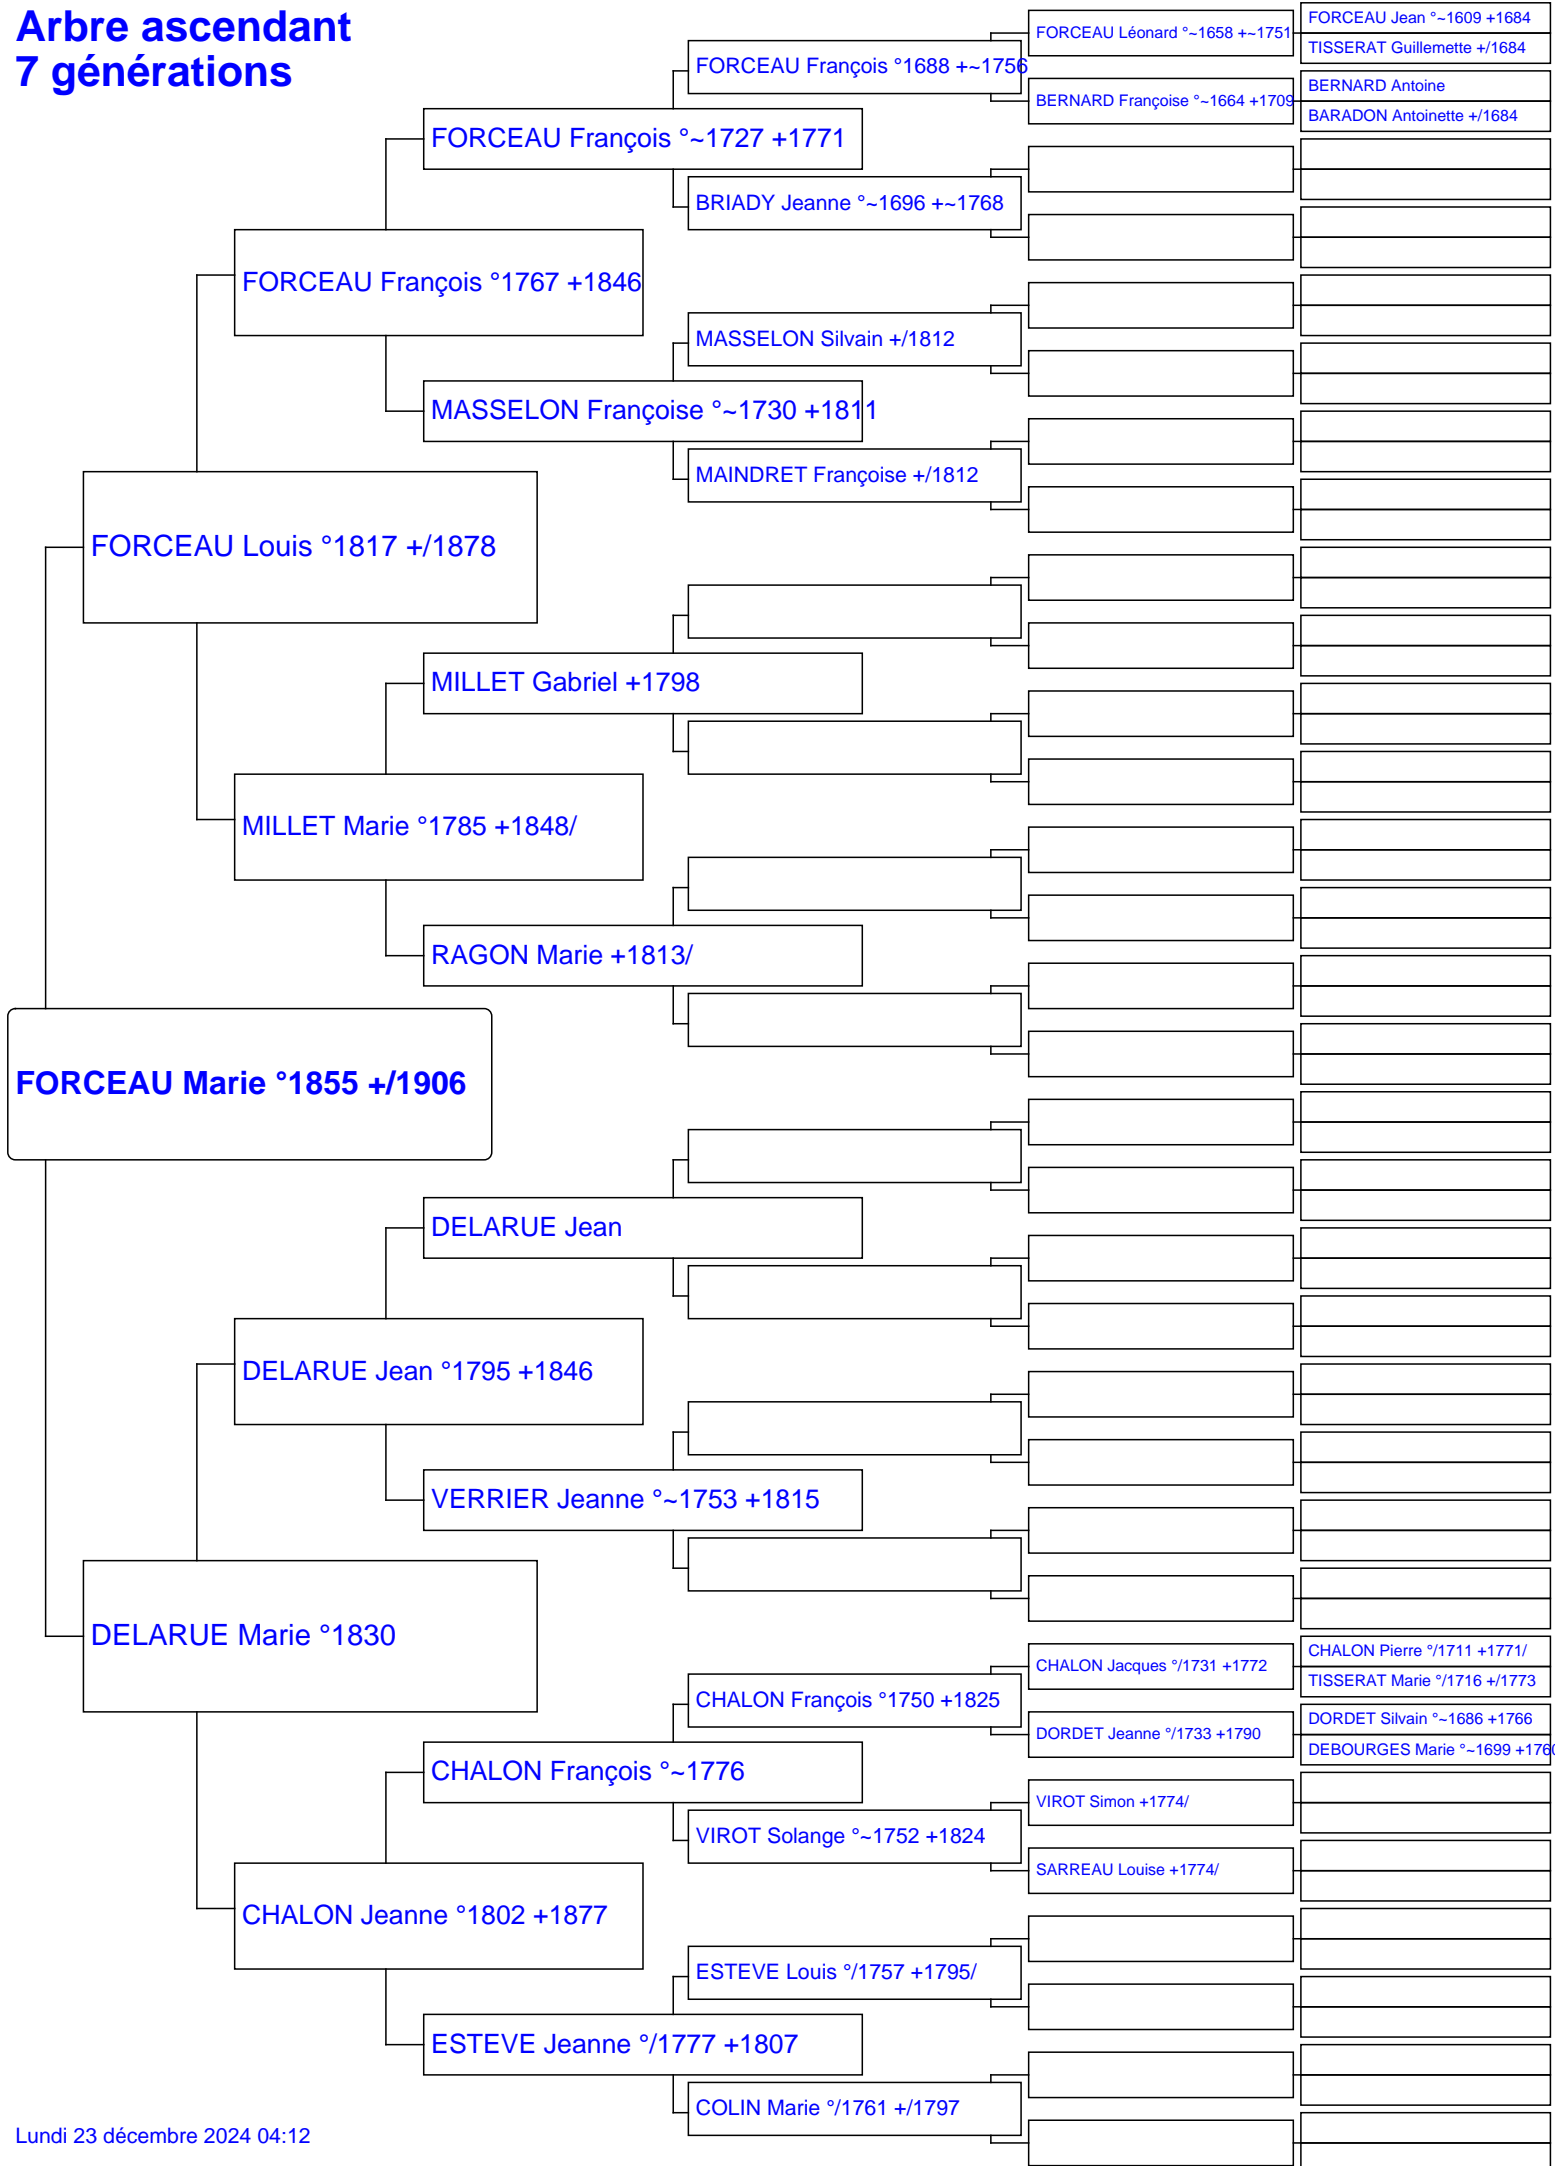 Arbre ascendant
7 générations
FORCEAU Jean °~1609 +1684
FORCEAU Léonard °~1658 +~1751
TISSERAT Guillemette +/1684
FORCEAU François °1688 +~1756
BERNARD Antoine
BERNARD Françoise °~1664 +1709
BARADON Antoinette +/1684
FORCEAU François °~1727 +1771
BRIADY Jeanne °~1696 +~1768
FORCEAU François °1767 +1846
MASSELON Silvain +/1812
MASSELON Françoise °~1730 +1811
MAINDRET Françoise +/1812
FORCEAU Louis °1817 +/1878
MILLET Gabriel +1798
MILLET Marie °1785 +1848/
RAGON Marie +1813/
FORCEAU Marie °1855 +/1906
DELARUE Jean
DELARUE Jean °1795 +1846
VERRIER Jeanne °~1753 +1815
DELARUE Marie °1830
CHALON Pierre °/1711 +1771/
CHALON Jacques °/1731 +1772
TISSERAT Marie °/1716 +/1773
CHALON François °1750 +1825
DORDET Silvain °~1686 +1766
DORDET Jeanne °/1733 +1790
DEBOURGES Marie °~1699 +1760
CHALON François °~1776
VIROT Simon +1774/
VIROT Solange °~1752 +1824
SARREAU Louise +1774/
CHALON Jeanne °1802 +1877
ESTEVE Louis °/1757 +1795/
ESTEVE Jeanne °/1777 +1807
COLIN Marie °/1761 +/1797
Lundi 23 décembre 2024 04:12